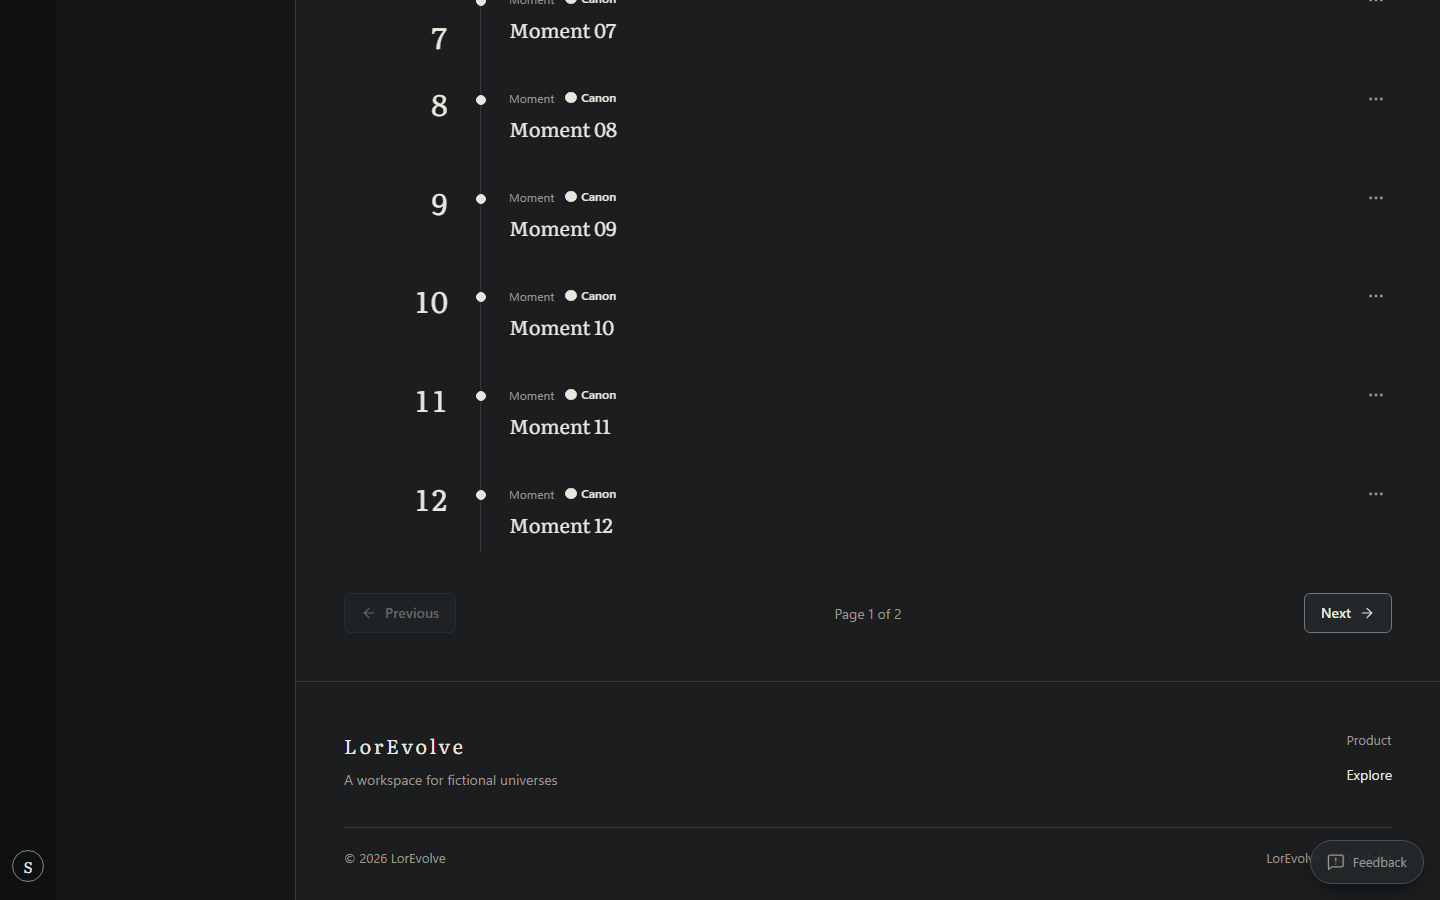 Moment Canon
7
Moment 07
8
Moment Canon
Moment 08
9
Moment Canon
Moment 09
10
Moment Canon
Moment 10
11
Moment Canon
Moment 11
12
Moment Canon
Moment 12
Previous
Page 1 of 2
Next
LorEvolve
A workspace for fictional universes
Product
Explore
© 2026 LorEvolve
S
Feedback